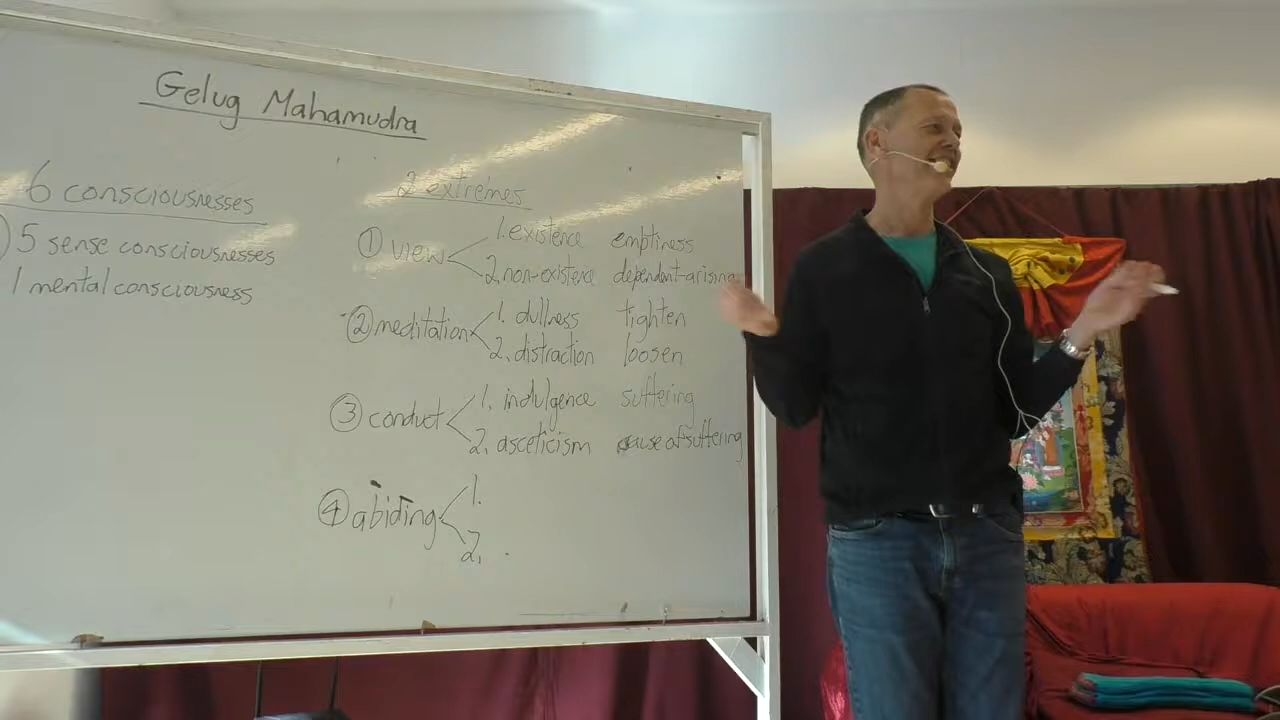 Gelug Mahamudra
6 consciousnesses
5 sense consciousnesses
1 mental consciousness
2 extremes
① view 1. existence emptiness
2. non-existence dependent-arising
② meditation 1. dullness tighten
2. distraction loosen
③ conduct 1. indulgence suffering
2. asceticism cause of suffering
④ abiding 1.
2.